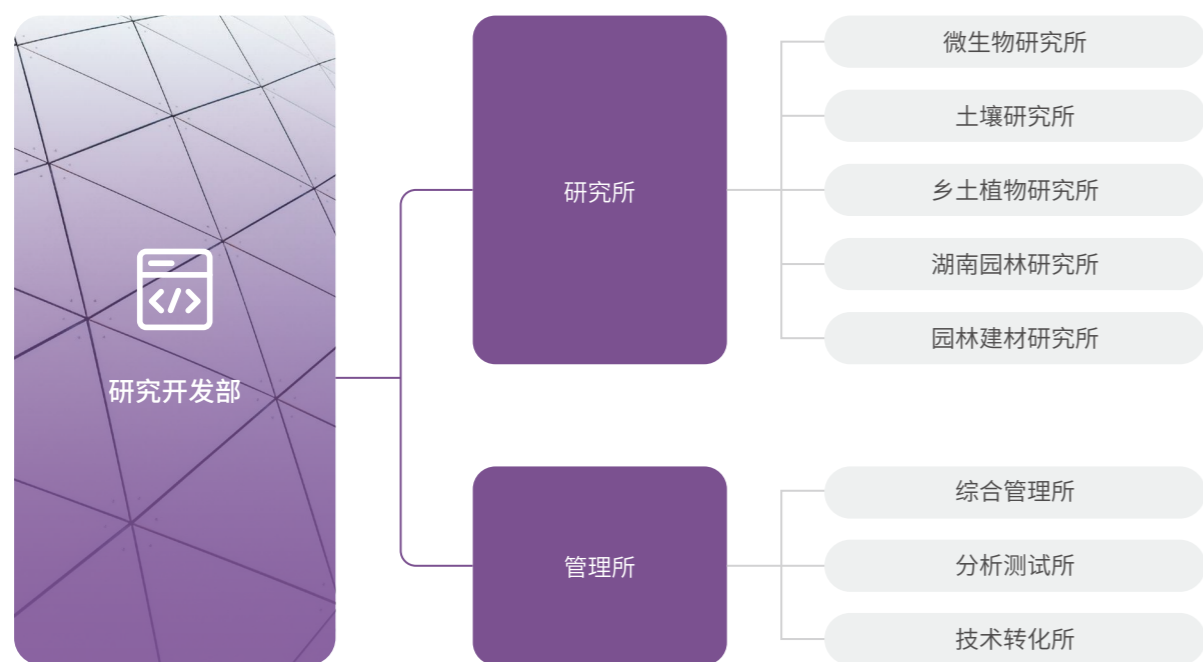 研究开发部
研究所
微生物研究所
土壤研究所
乡土植物研究所
湖南园林研究所
园林建材研究所
管理所
综合管理所
分析测试所
技术转化所